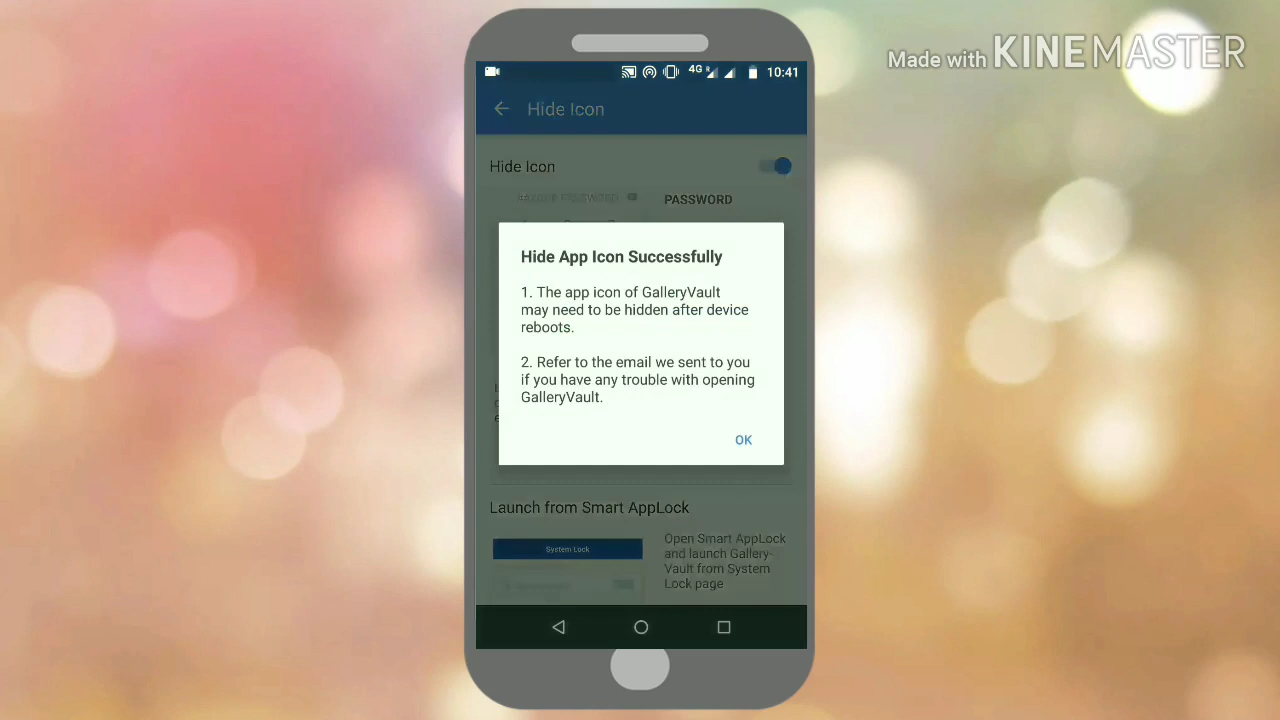 Made with KINEMASTER
4G R 10:41
Hide Icon
Hide Icon
PASSWORD
Hide App Icon Successfully
1. The app icon of GalleryVault
may need to be hidden after device
reboots.
2. Refer to the email we sent to you
if you have any trouble with opening
GalleryVault.
OK
Launch from Smart AppLock
System Lock
Open Smart AppLock
and launch Gallery-
Vault from System
Lock page